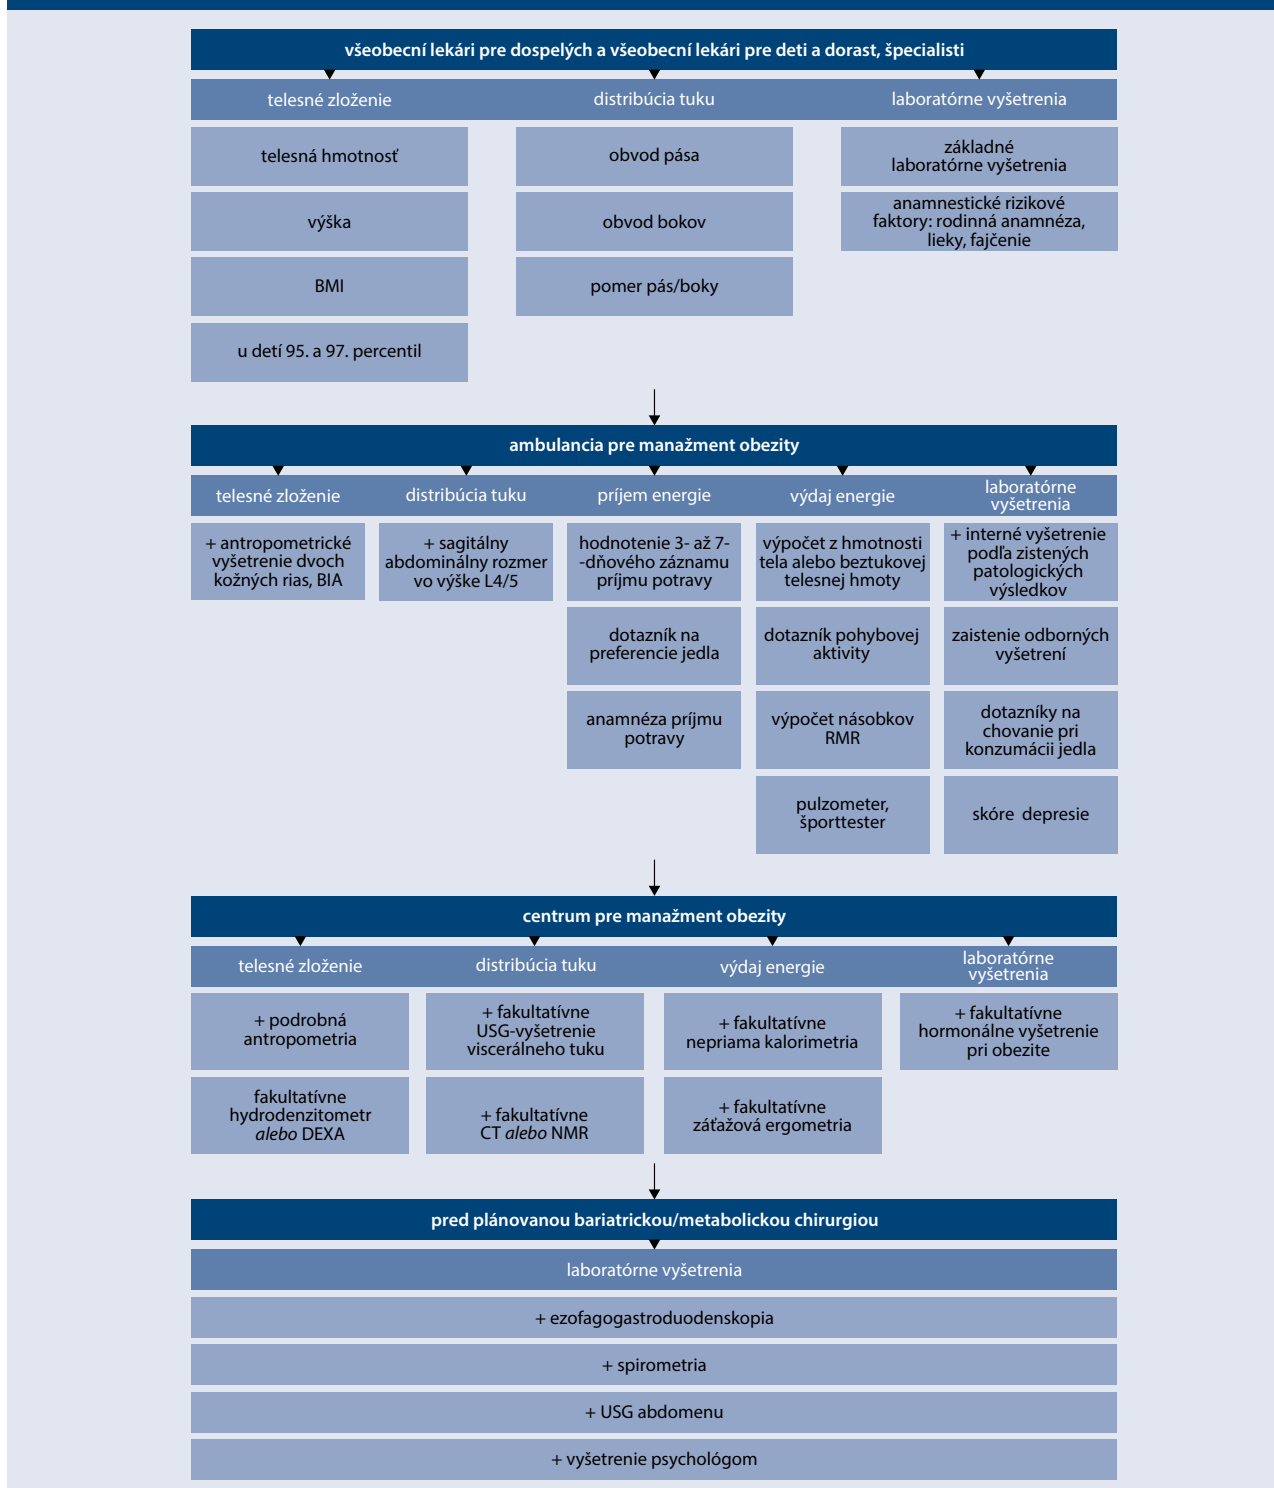 všeobecní lekári pre dospelých a všeobecní lekári pre deti a dorast, špecialisti
telesné zloženie
distribúcia tuku
laboratórne vyšetrenia
telesná hmotnosť
obvod pása
základné
laboratórne vyšetrenia
výška
obvod bokov
anamnestické rizikové
faktory: rodinná anamnéza,
lieky, fajčenie
BMI
pomer pás/boky
u detí 95. a 97. percentil
ambulancia pre manažment obezity
telesné zloženie
distribúcia tuku
príjem energie
výdaj energie
laboratórne
vyšetrenia
+ antropometrické
vyšetrenie dvoch
kožných rias, BIA
+ sagitálny
abdominálny rozmer
vo výške L4/5
hodnotenie 3- až 7-
-dňového záznamu
príjmu potravy
výpočet z hmotnosti
tela alebo beztukovej
telesnej hmoty
+ interné vyšetrenie
podľa zistených
patologických
výsledkov
dotazník na
preferencie jedla
dotazník pohybovej
aktivity
zaistenie odborných
vyšetrení
anamnéza príjmu
potravy
výpočet násobkov
RMR
dotazníky na
chovanie pri
konzumácii jedla
pulzometer,
športtester
skóre depresie
centrum pre manažment obezity
telesné zloženie
distribúcia tuku
výdaj energie
laboratórne
vyšetrenia
+ podrobná
antropometria
+ fakultatívne
USG-vyšetrenie
viscerálneho tuku
+ fakultatívne
nepriama kalorimetria
+ fakultatívne
hormonálne vyšetrenie
pri obezite
fakultatívne
hydrodenzitometr
alebo DEXA
+ fakultatívne
CT alebo NMR
+ fakultatívne
záťažová ergometria
pred plánovanou bariatrickou/metabolickou chirurgiou
laboratórne vyšetrenia
+ ezofagogastroduodenskopia
+ spirometria
+ USG abdomenu
+ vyšetrenie psychológom